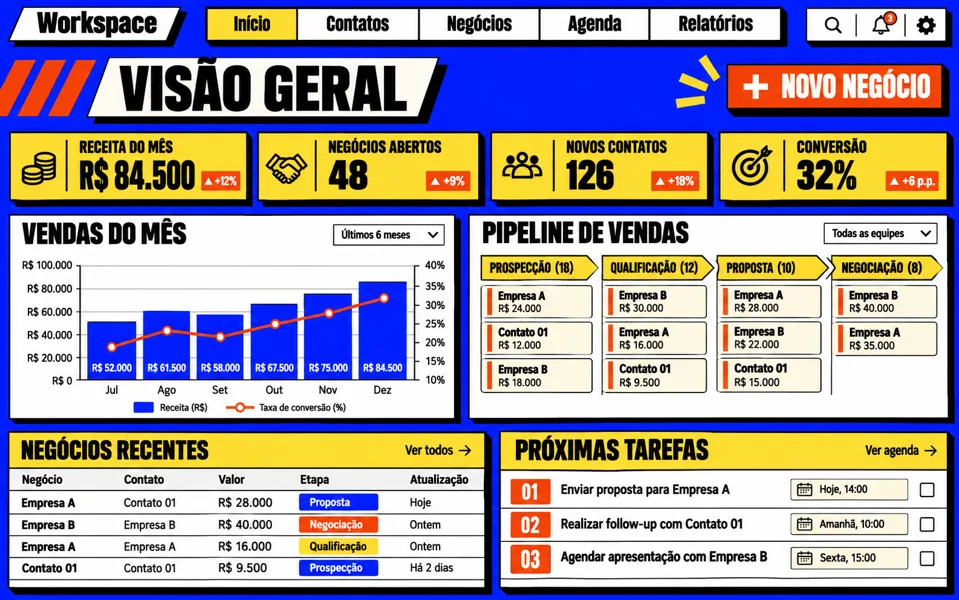 Workspace
Início
Contatos
Negócios
Agenda
Relatórios
3
VISÃO GERAL
+ NOVO NEGÓCIO
RECEITA DO MÊS
R$ 84.500
▲ +12%
NEGÓCIOS ABERTOS
48
▲ +9%
NOVOS CONTATOS
126
▲ +18%
CONVERSÃO
32%
▲ +6 p.p.
VENDAS DO MÊS
Últimos 6 meses
R$ 100.000
R$ 80.000
R$ 60.000
R$ 40.000
R$ 20.000
R$ 0
40%
35%
30%
25%
20%
15%
10%
R$ 52.000
R$ 61.500
R$ 58.000
R$ 67.500
R$ 75.000
R$ 84.500
Jul
Ago
Set
Out
Nov
Dez
Receita (R$)
Taxa de conversão (%)
PIPELINE DE VENDAS
Todas as equipes
PROSPECÇÃO (18)
Empresa A
R$ 24.000
Contato 01
R$ 12.000
Empresa B
R$ 18.000
QUALIFICAÇÃO (12)
Empresa B
R$ 30.000
Empresa A
R$ 16.000
Contato 01
R$ 9.500
PROPOSTA (10)
Empresa A
R$ 28.000
Empresa B
R$ 22.000
Contato 01
R$ 15.000
NEGOCIAÇÃO (8)
Empresa B
R$ 40.000
Empresa A
R$ 35.000
NEGÓCIOS RECENTES
Ver todos →
Negócio Contato Valor Etapa Atualização
Empresa A Contato 01 R$ 28.000 Proposta Hoje
Empresa B Empresa B R$ 40.000 Negociação Ontem
Empresa A Empresa A R$ 16.000 Qualificação Ontem
Contato 01 Contato 01 R$ 9.500 Prospecção Há 2 dias
PRÓXIMAS TAREFAS
Ver agenda →
01 Enviar proposta para Empresa A Hoje, 14:00
02 Realizar follow-up com Contato 01 Amanhã, 10:00
03 Agendar apresentação com Empresa B Sexta, 15:00